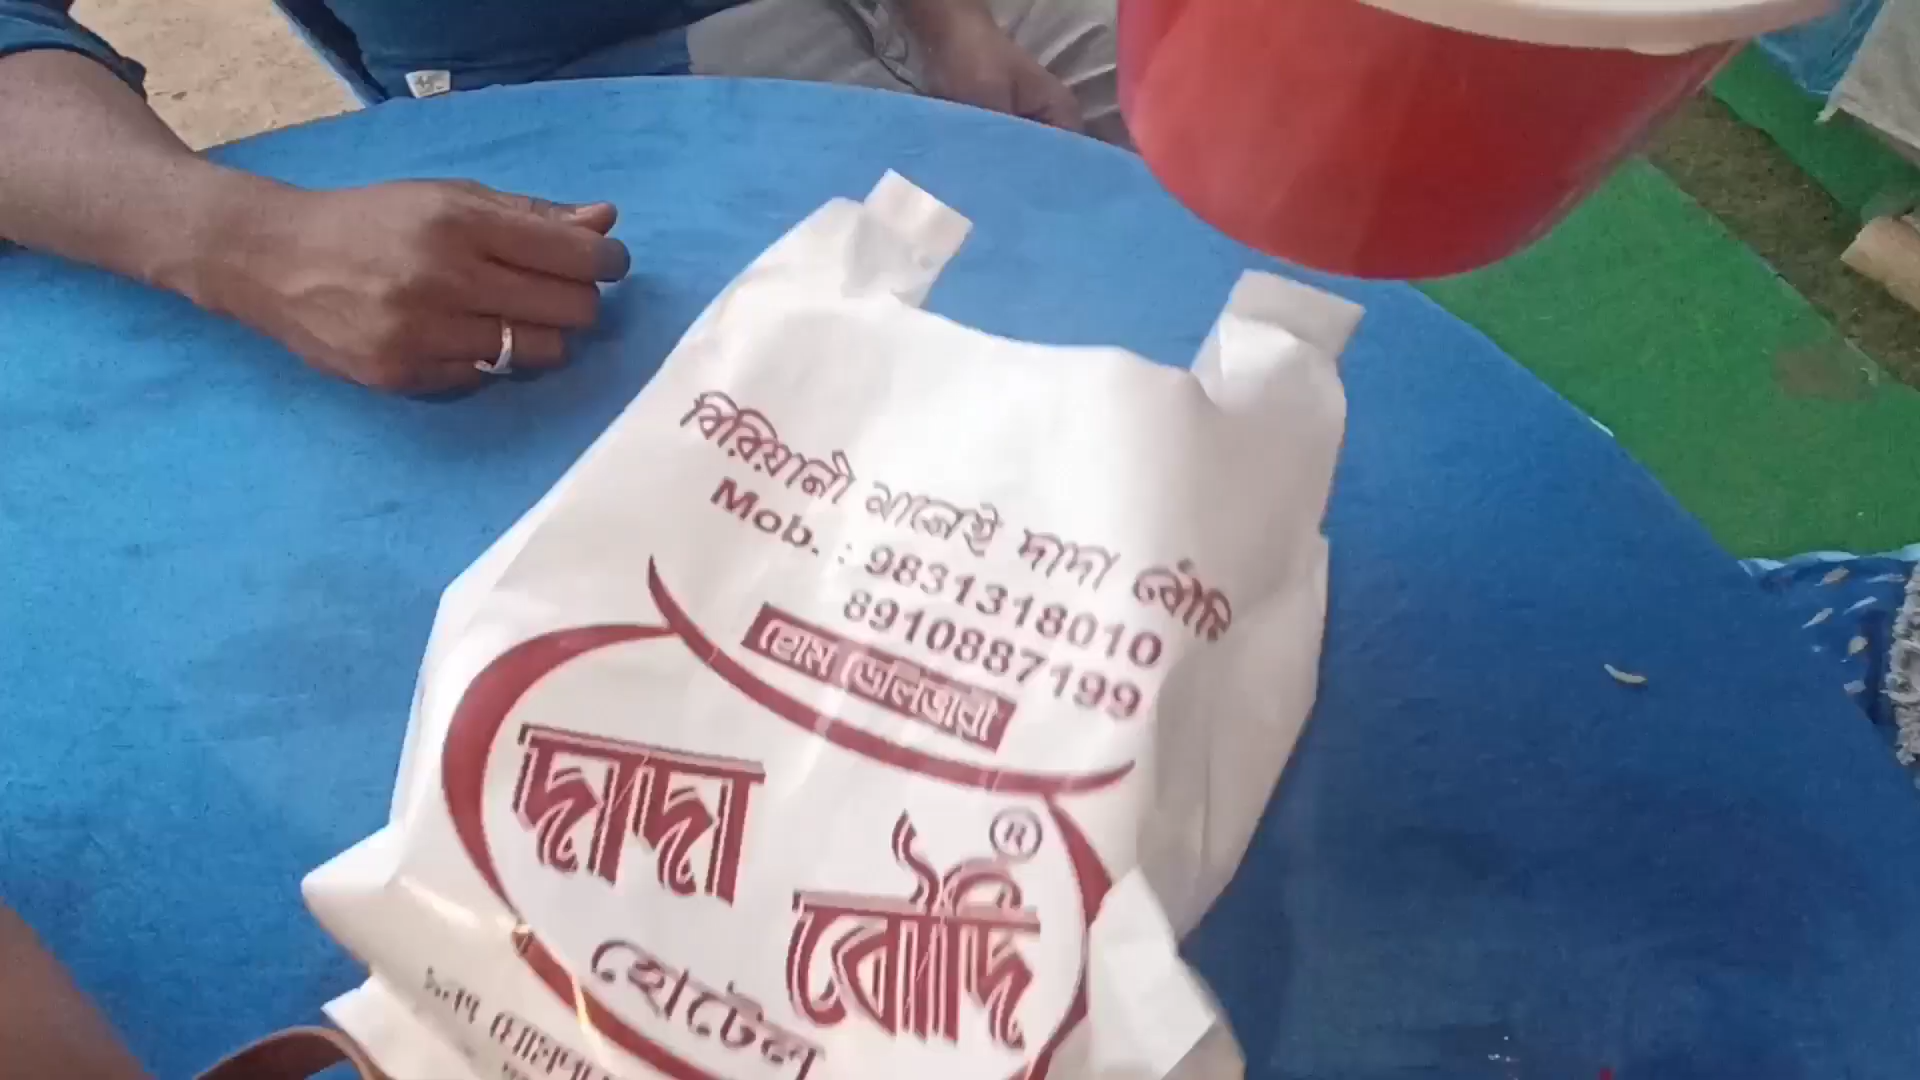 বিরিয়ানী মানেই দাদা বৌদি
Mob. : 9831318010
8910887199
হোম ডেলিভারী
দাদা
বৌদি ®
হোটেল